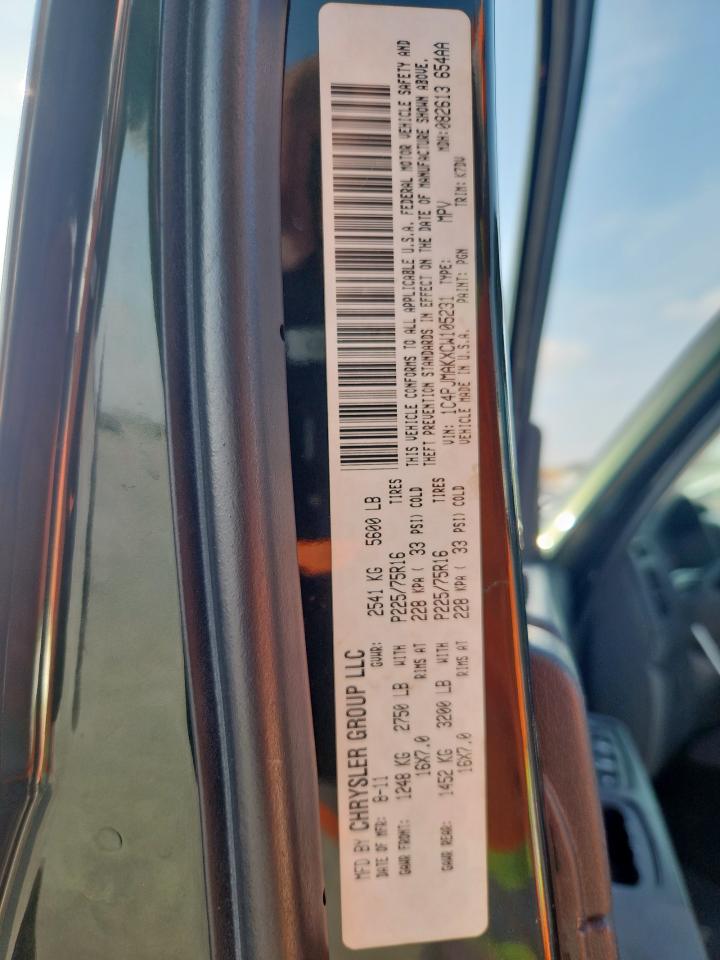 MFD BY CHRYSLER GROUP LLC
DATE OF MFR: 8-11 GVWR: 2541 KG 5600 LB
GAWR FRONT: 1248 KG 2750 LB WITH P225/75R16 TIRES
16X7.0 RIMS AT 228 KPA ( 33 PSI) COLD
GAWR REAR: 1452 KG 3200 LB WITH P225/75R16 TIRES
16X7.0 RIMS AT 228 KPA ( 33 PSI) COLD
THIS VEHICLE CONFORMS TO ALL APPLICABLE U.S.A. FEDERAL MOTOR VEHICLE SAFETY AND
THEFT PREVENTION STANDARDS IN EFFECT ON THE DATE OF MANUFACTURE SHOWN ABOVE.
VIN: 1C4PJMAKXCW105231 TYPE: MPV MDH:082613 654AA
VEHICLE MADE IN U.S.A. PAINT: PGN TRIM: K7DV